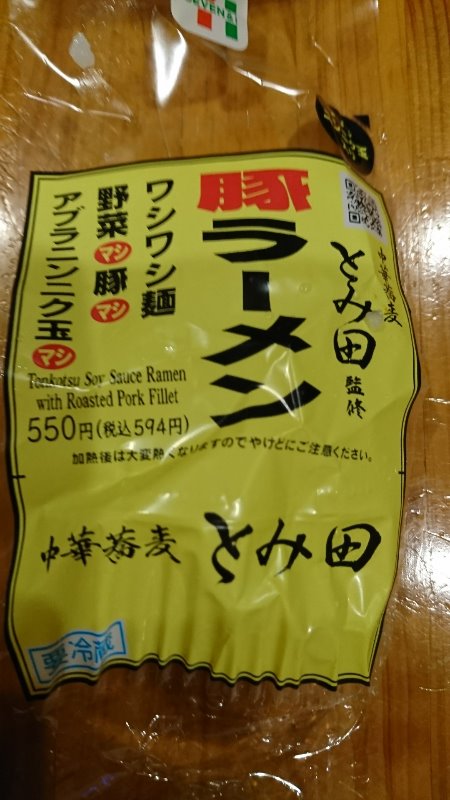 SEVEN&i
中華蕎麦
とみ田
監修
豚ラーメン
ワシワシ麺
野菜マシ豚マシ
アブラニンニク玉マシ
Tonkotsu Soy Sauce Ramen
with Roasted Pork Fillet
550円(税込594円)
加熱後は大変熱くなりますのでやけどにご注意ください。
中華蕎麦 とみ田
要冷蔵